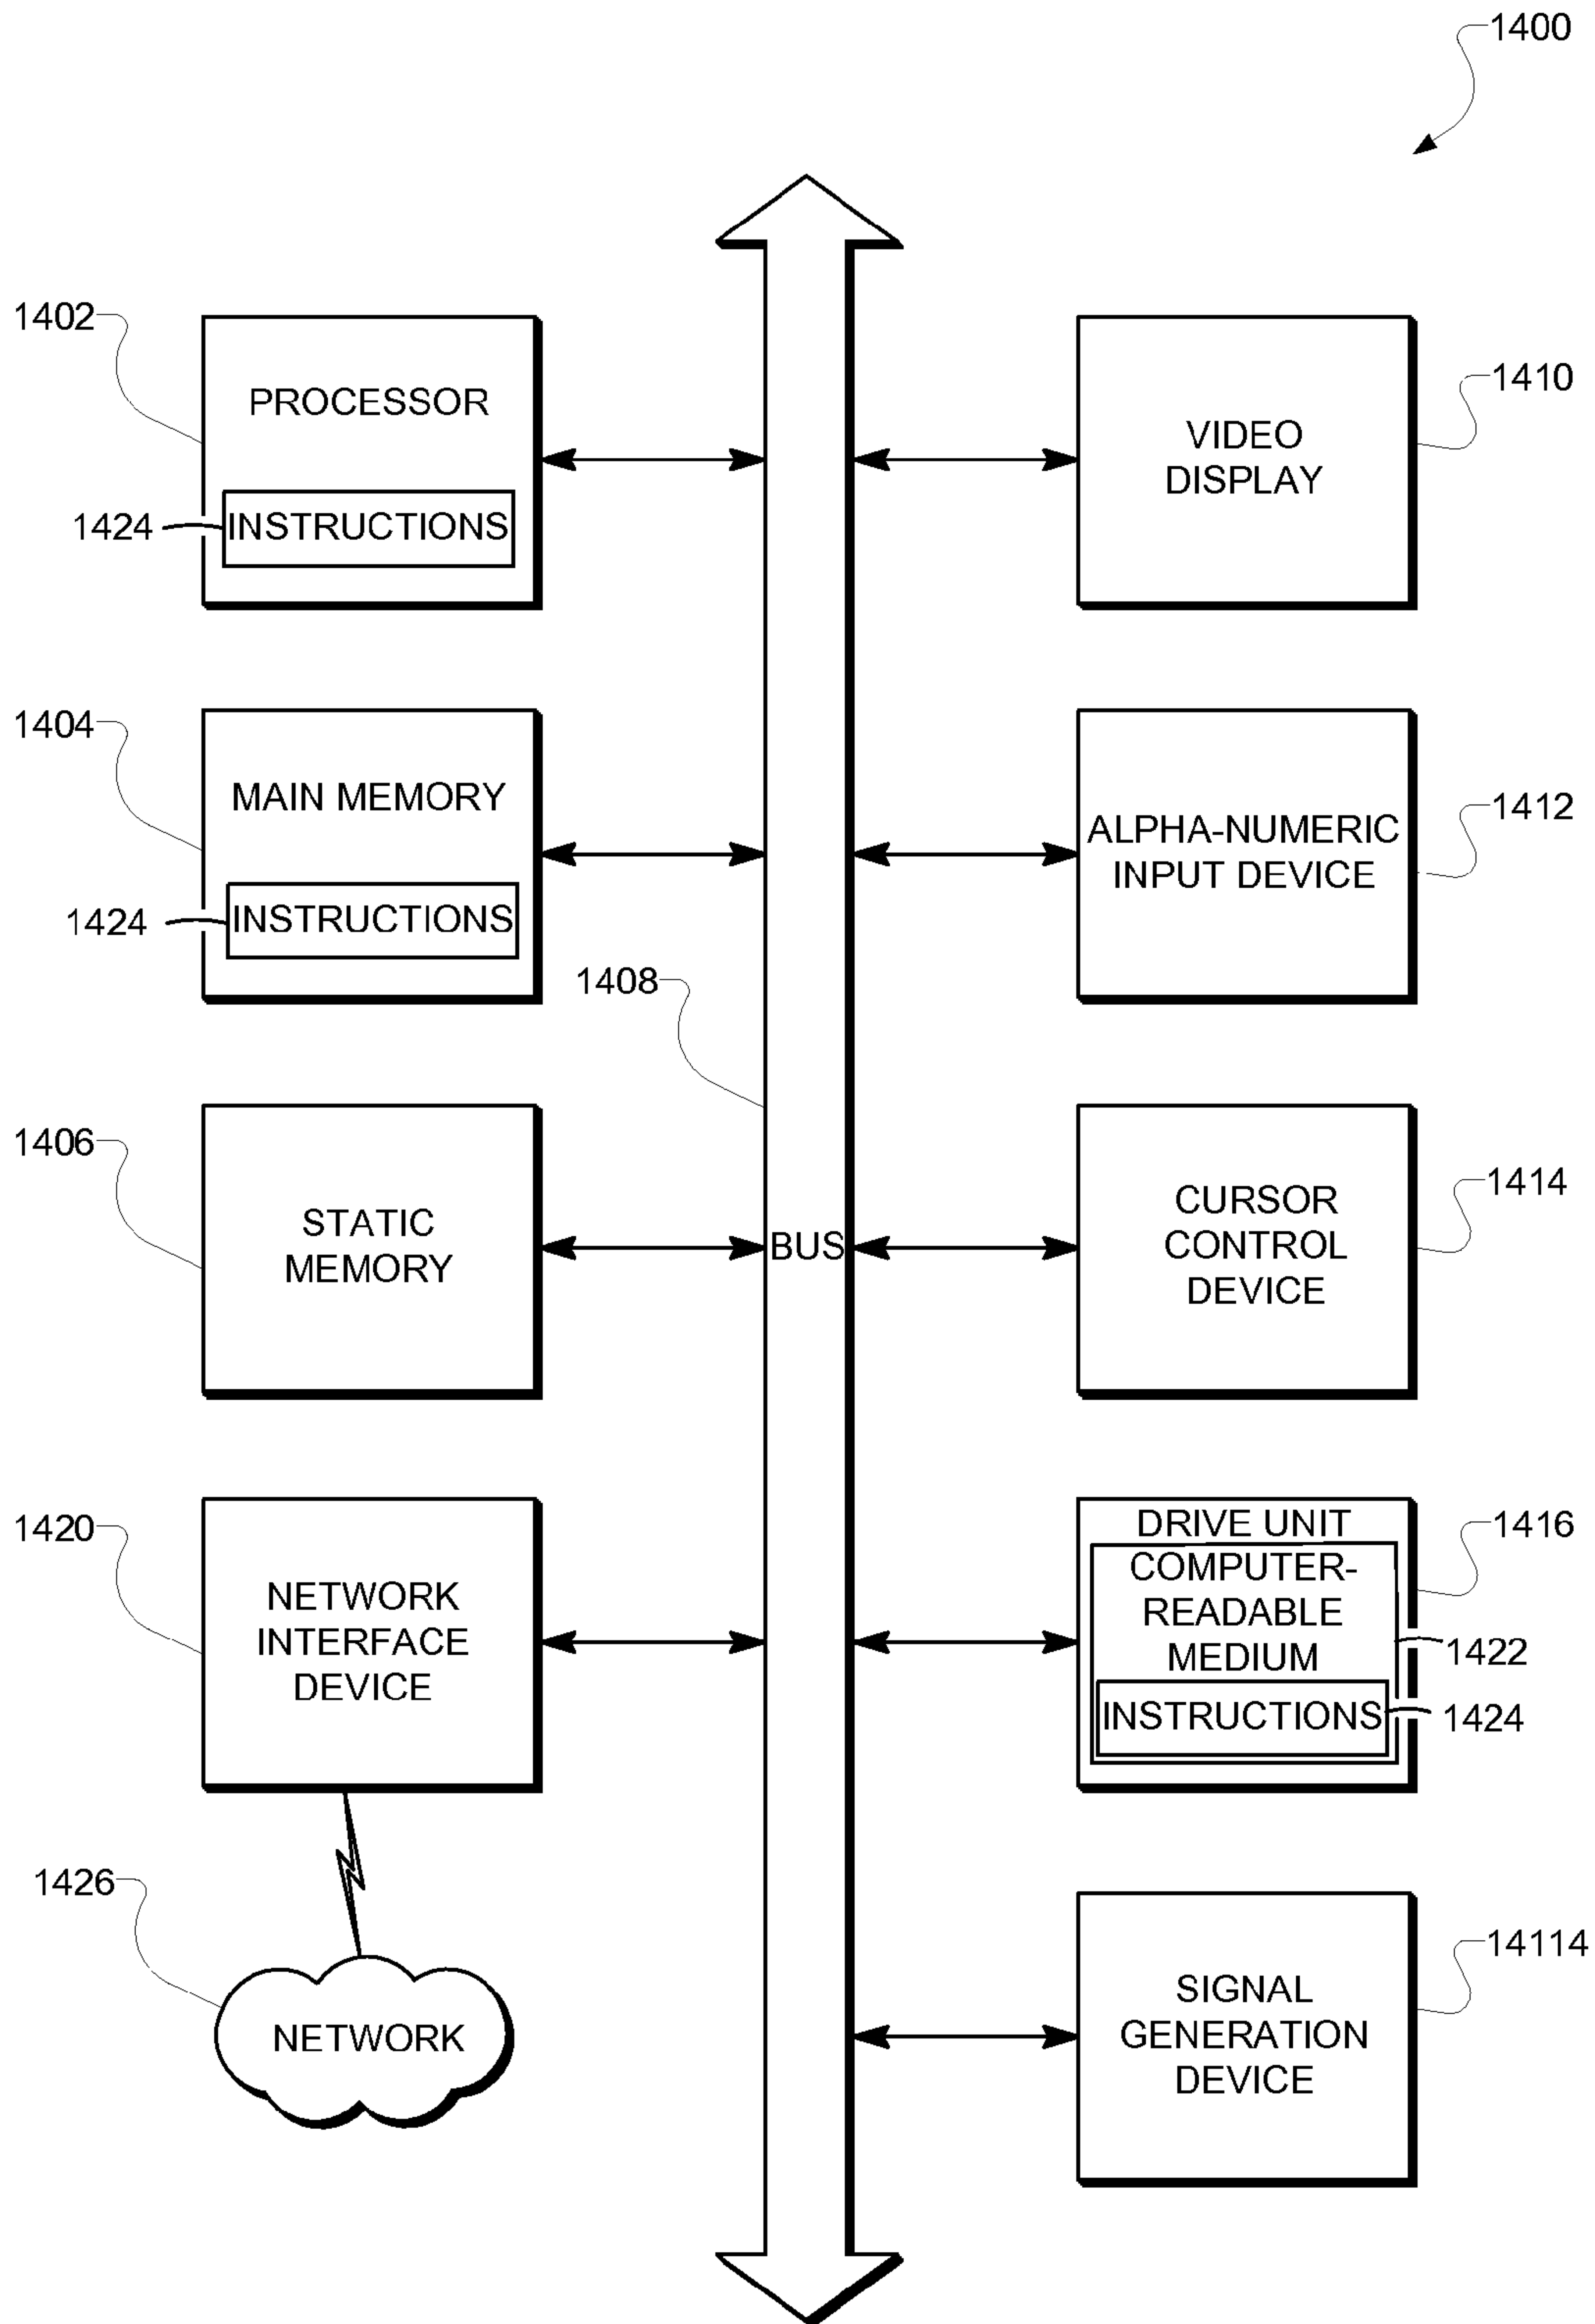 1400
1402
PROCESSOR
1424
INSTRUCTIONS
1410
VIDEO
DISPLAY
1404
MAIN MEMORY
1424
INSTRUCTIONS
1412
ALPHA-NUMERIC
INPUT DEVICE
1408
1406
STATIC
MEMORY
BUS
1414
CURSOR
CONTROL
DEVICE
1420
NETWORK
INTERFACE
DEVICE
1416
DRIVE UNIT
COMPUTER-
READABLE
MEDIUM
1422
INSTRUCTIONS
1424
1426
NETWORK
14114
SIGNAL
GENERATION
DEVICE